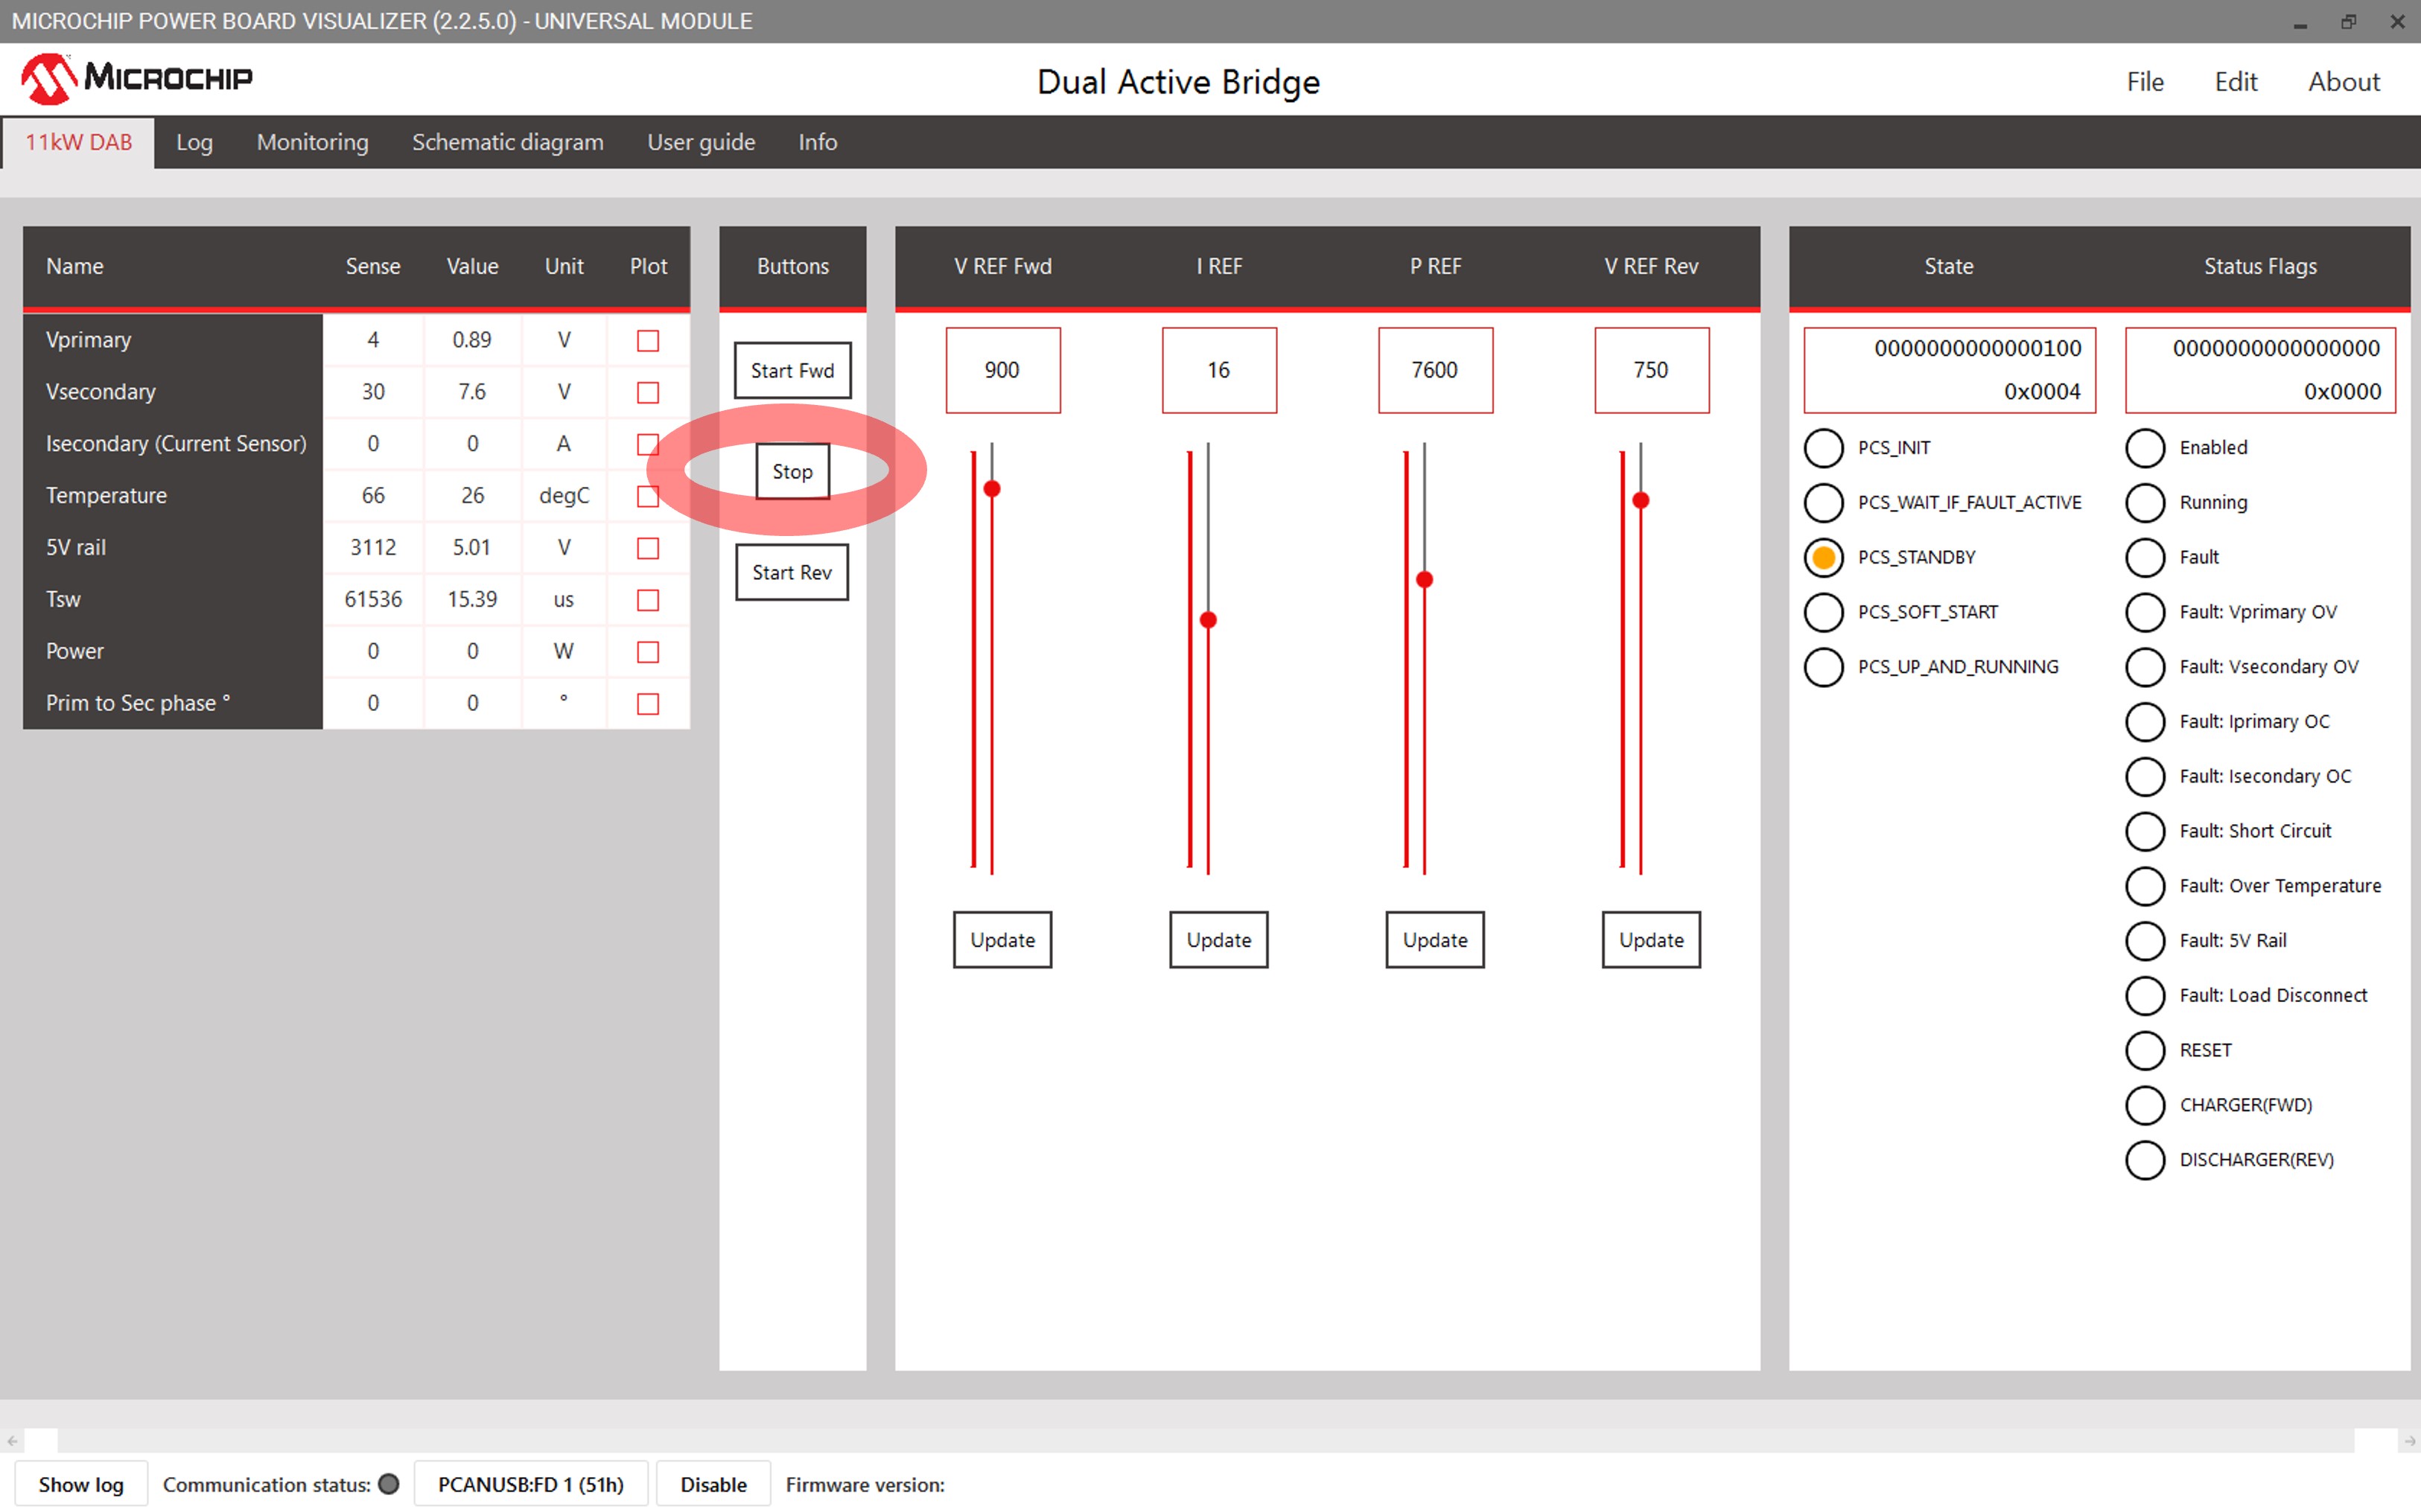 MICROCHIP POWER BOARD VISUALIZER (2.2.5.0) - UNIVERSAL MODULE
MICROCHIP
Dual Active Bridge
File Edit About
11kW DAB Log Monitoring Schematic diagram User guide Info
Name Sense Value Unit Plot
Vprimary 4 0.89 V
Vsecondary 30 7.6 V
Isecondary (Current Sensor) 0 0 A
Temperature 66 26 degC
5V rail 3112 5.01 V
Tsw 61536 15.39 us
Power 0 0 W
Prim to Sec phase ° 0 0 °
Buttons
Start Fwd
Stop
Start Rev
V REF Fwd I REF P REF V REF Rev
900 16 7600 750
Update Update Update Update
State
0000000000000100
0x0004
PCS_INIT
PCS_WAIT_IF_FAULT_ACTIVE
PCS_STANDBY
PCS_SOFT_START
PCS_UP_AND_RUNNING
Status Flags
0000000000000000
0x0000
Enabled
Running
Fault
Fault: Vprimary OV
Fault: Vsecondary OV
Fault: Iprimary OC
Fault: Isecondary OC
Fault: Short Circuit
Fault: Over Temperature
Fault: 5V Rail
Fault: Load Disconnect
RESET
CHARGER(FWD)
DISCHARGER(REV)
Show log Communication status: PCANUSB:FD 1 (51h) Disable Firmware version: